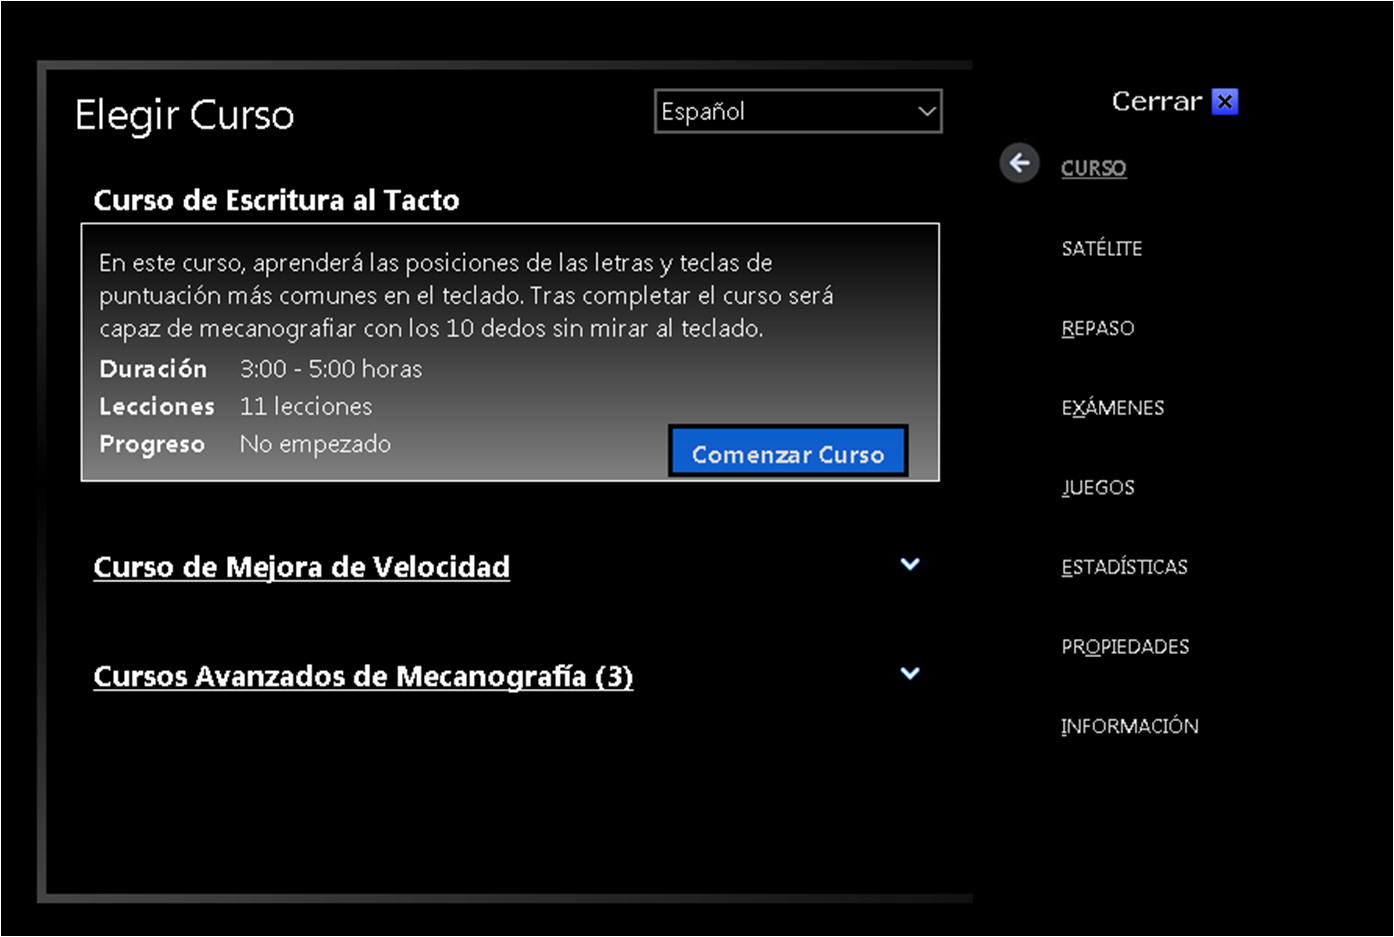 Elegir Curso
Español
Curso de Escritura al Tacto
En este curso, aprenderá las posiciones de las letras y teclas de
puntuación más comunes en el teclado. Tras completar el curso será
capaz de mecanografiar con los 10 dedos sin mirar al teclado.
Duración 3:00 - 5:00 horas
Lecciones 11 lecciones
Progreso No empezado
Comenzar Curso
Curso de Mejora de Velocidad
Cursos Avanzados de Mecanografía (3)
Cerrar
CURSO
SATÉLITE
REPASO
EXÁMENES
JUEGOS
ESTADÍSTICAS
PROPIEDADES
INFORMACIÓN